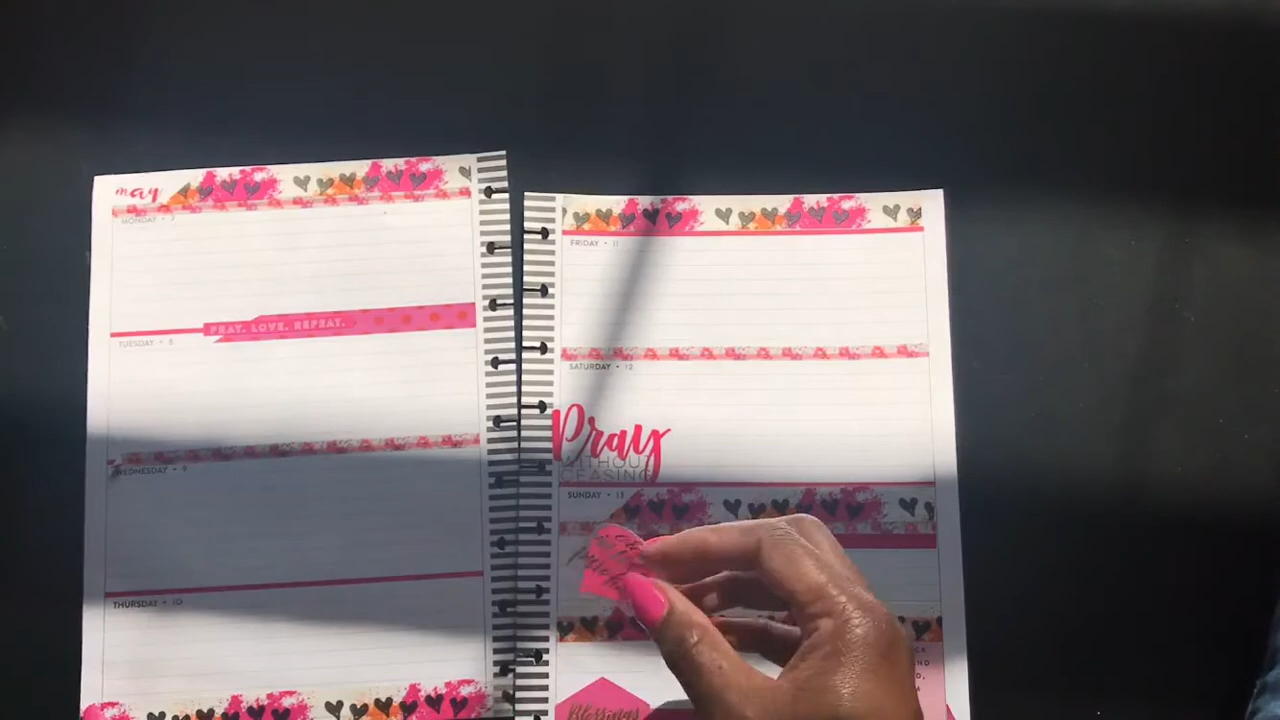 may
MONDAY • 7
PRAY. LOVE. REPEAT.
TUESDAY • 8
WEDNESDAY • 9
THURSDAY • 10
FRIDAY • 11
SATURDAY • 12
Pray
WITHOUT
CEASING
SUNDAY • 13
Blessings